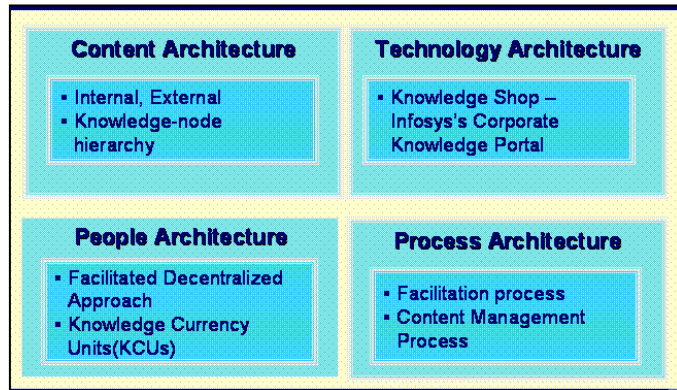 Content Architecture
▪ Internal, External
▪ Knowledge-node
hierarchy
Technology Architecture
▪ Knowledge Shop –
Infosys's Corporate
Knowledge Portal
People Architecture
▪ Facilitated Decentralized
Approach
▪ Knowledge Currency
Units(KCUs)
Process Architecture
▪ Facilitation process
▪ Content Management
Process